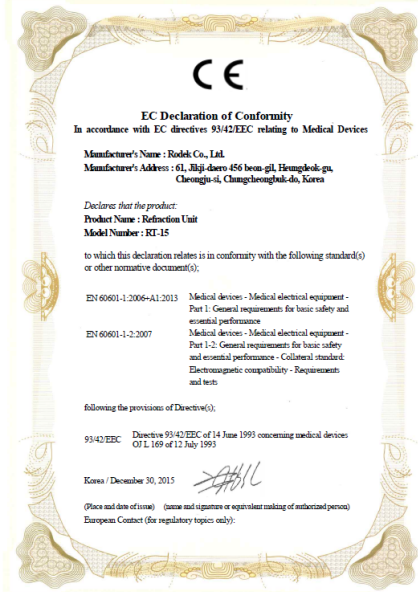 CE
EC Declaration of Conformity
In accordance with EC directives 93/42/EEC relating to Medical Devices
Manufacturer's Name : Rodek Co., Ltd.
Manufacturer's Address : 61, Jikji-daero 456 beon-gil, Heungdeok-gu,
Cheongju-si, Chungcheongbuk-do, Korea
Declares that the product:
Product Name : Refraction Unit
Model Number : RT-15
to which this declaration relates is in conformity with the following standard(s)
or other normative document(s);
EN 60601-1:2006+A1:2013 Medical devices - Medical electrical equipment -
Part 1: General requirements for basic safety and
essential performance
EN 60601-1-2:2007 Medical devices - Medical electrical equipment -
Part 1-2: General requirements for basic safety
and essential performance - Collateral standard:
Electromagnetic compatibility - Requirements
and tests
following the provisions of Directive(s);
93/42/EEC Directive 93/42/EEC of 14 June 1993 concerning medical devices
OJ L 169 of 12 July 1993
Korea / December 30, 2015
(Place and date of issue) (name and signature or equivalent making of authorized person)
European Contact (for regulatory topics only):